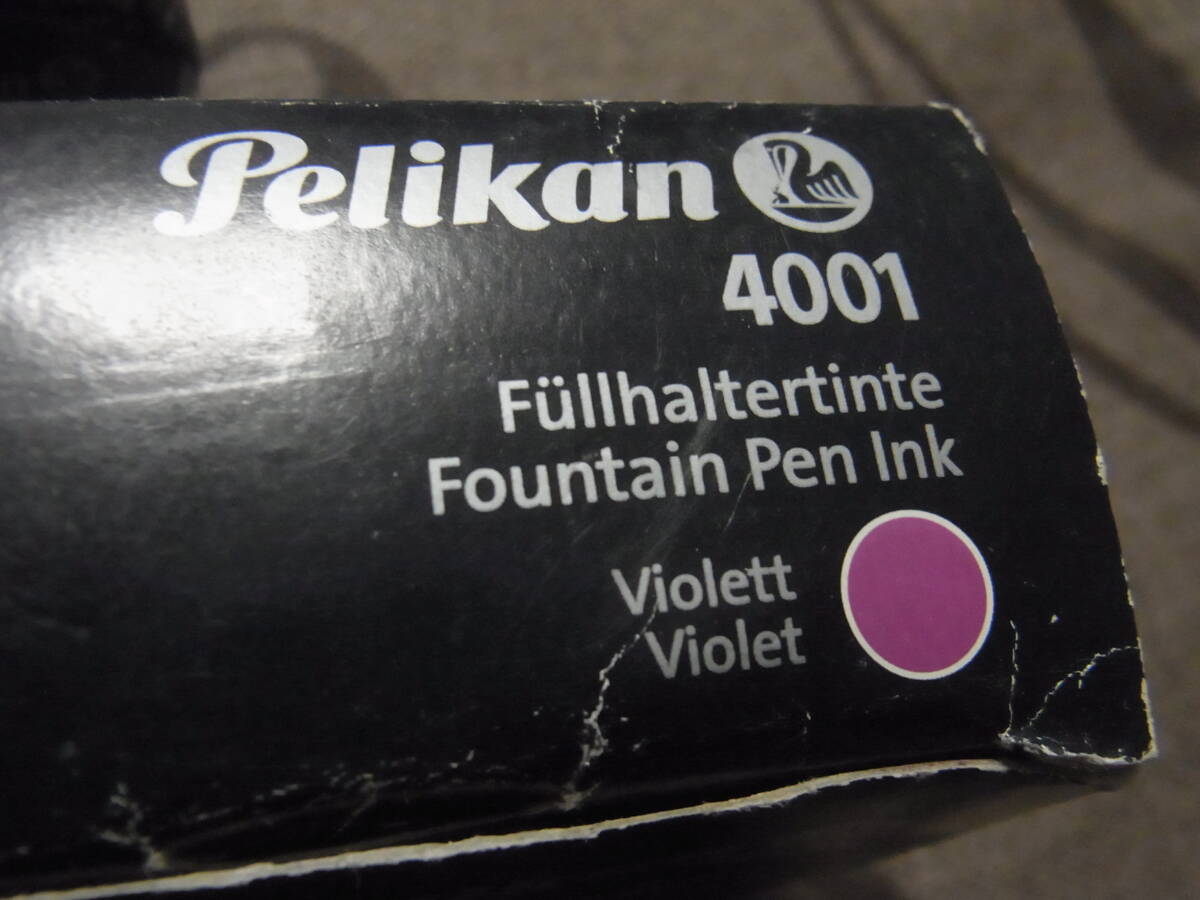 Pelikan
4001
Füllhaltertinte
Fountain Pen Ink
Violett
Violet